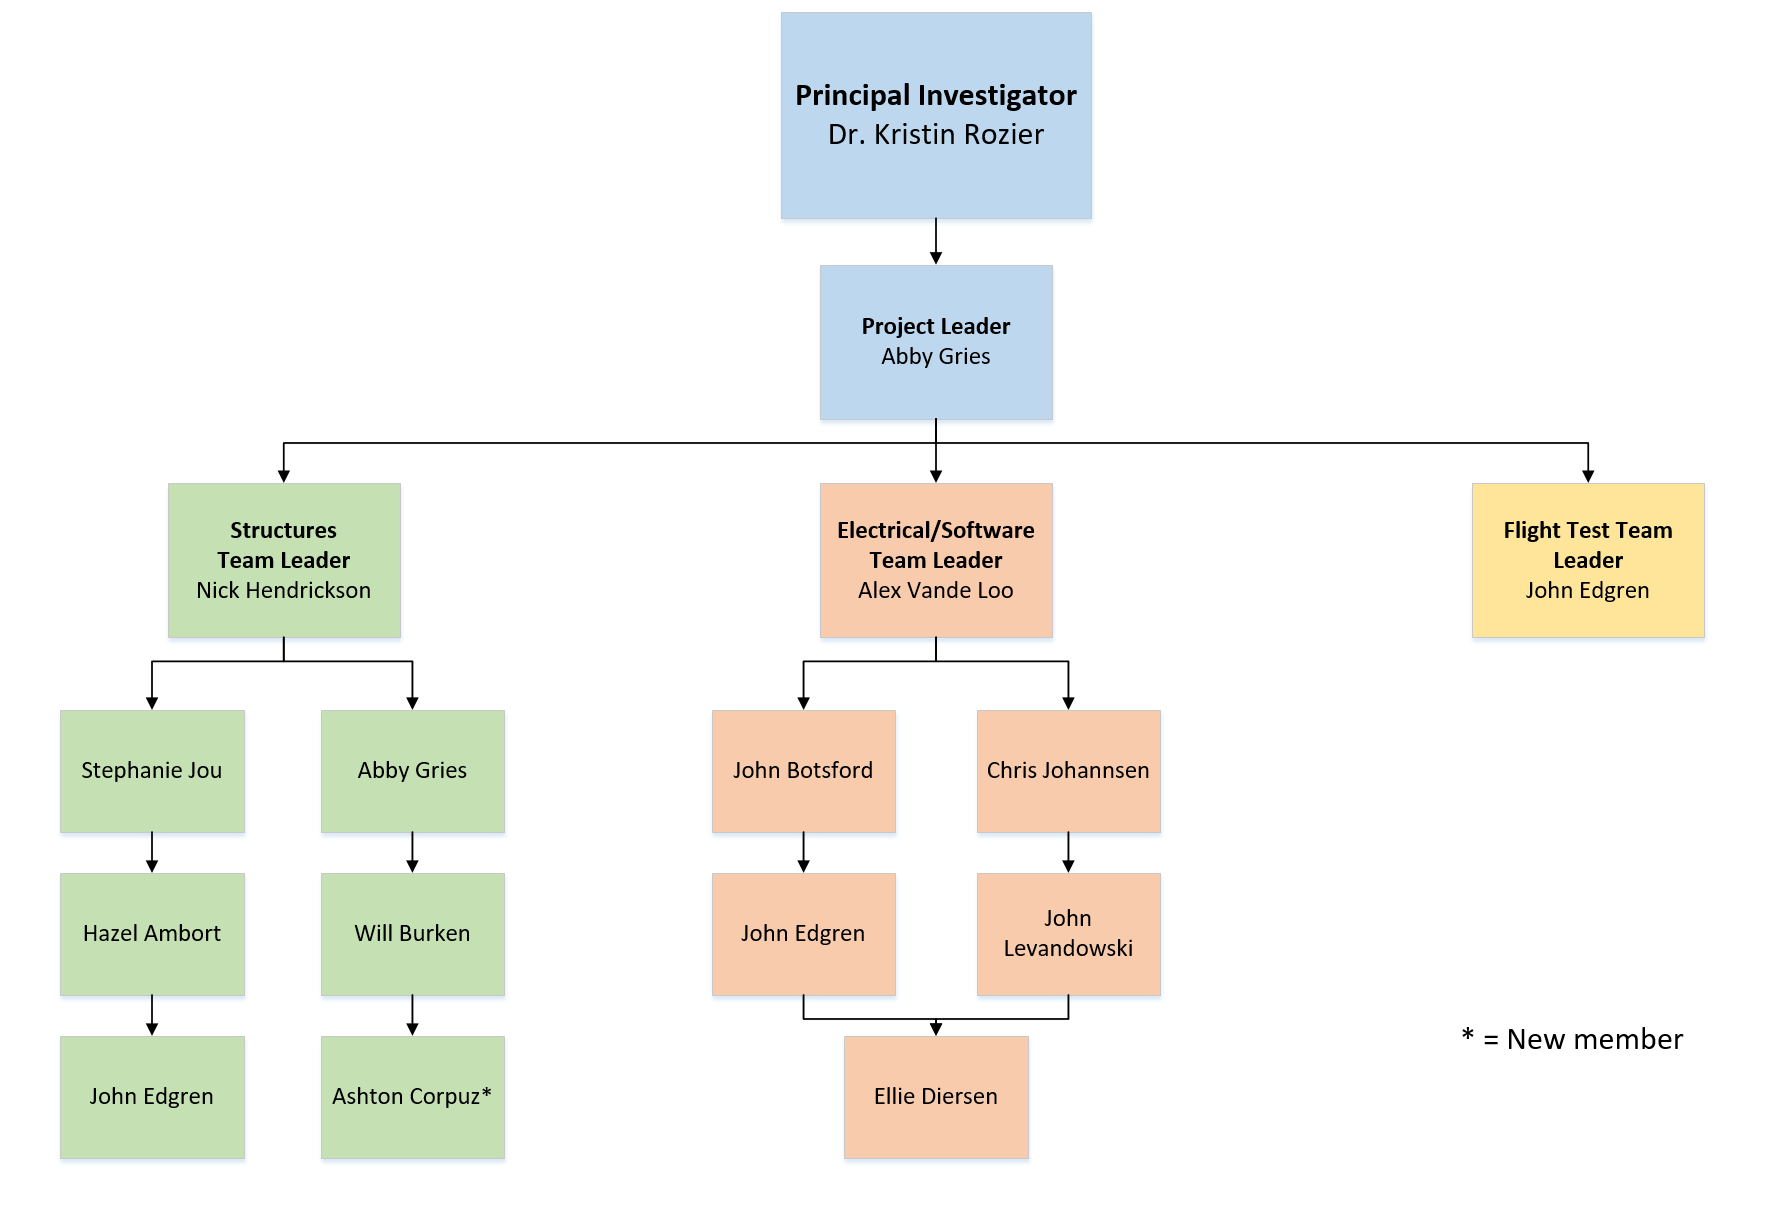 Principal Investigator
Dr. Kristin Rozier
Project Leader
Abby Gries
Structures
Team Leader
Nick Hendrickson
Electrical/Software
Team Leader
Alex Vande Loo
Flight Test Team
Leader
John Edgren
Stephanie Jou
Abby Gries
John Botsford
Chris Johannsen
Hazel Ambort
Will Burken
John Edgren
John
Levandowski
* = New member
John Edgren
Ashton Corpuz*
Ellie Diersen